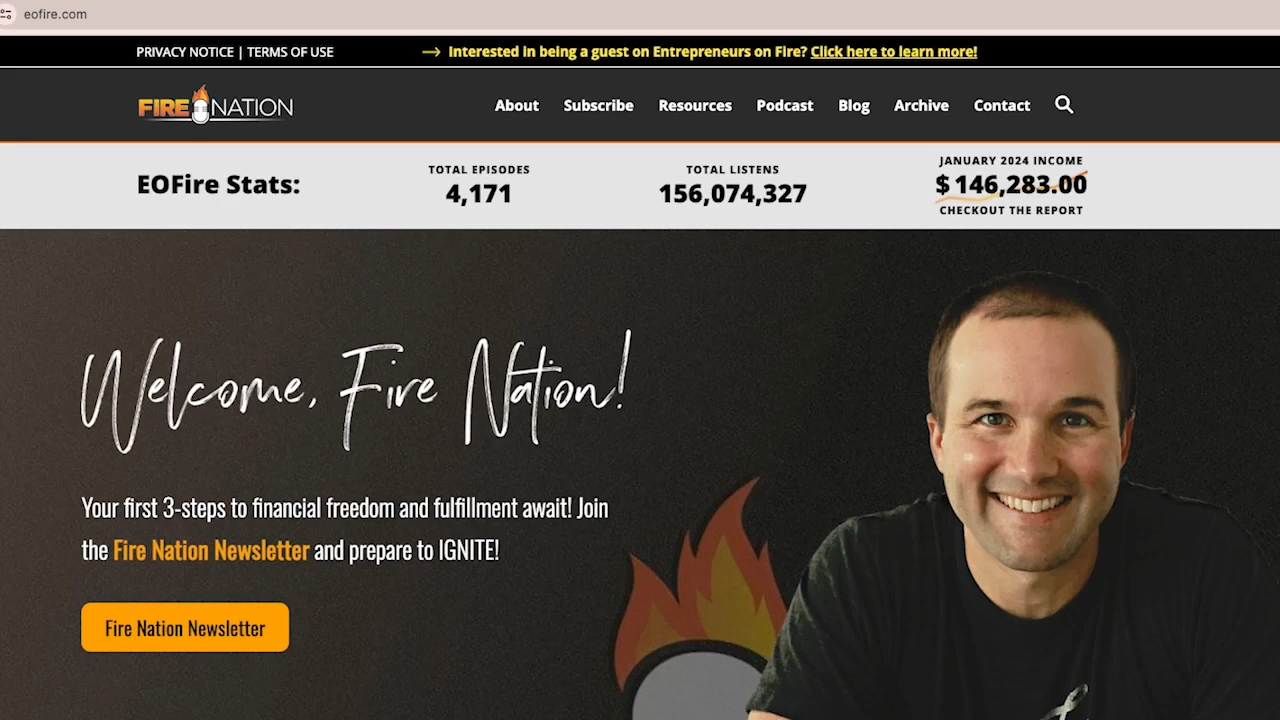 eofire.com
PRIVACY NOTICE | TERMS OF USE
Interested in being a guest on Entrepreneurs on Fire? Click here to learn more!
FIRE NATION
About Subscribe Resources Podcast Blog Archive Contact
EOFire Stats:
TOTAL EPISODES
4,171
TOTAL LISTENS
156,074,327
JANUARY 2024 INCOME
$146,283.00
CHECKOUT THE REPORT
Welcome, Fire Nation!
Your first 3-steps to financial freedom and fulfillment await! Join
the Fire Nation Newsletter and prepare to IGNITE!
Fire Nation Newsletter